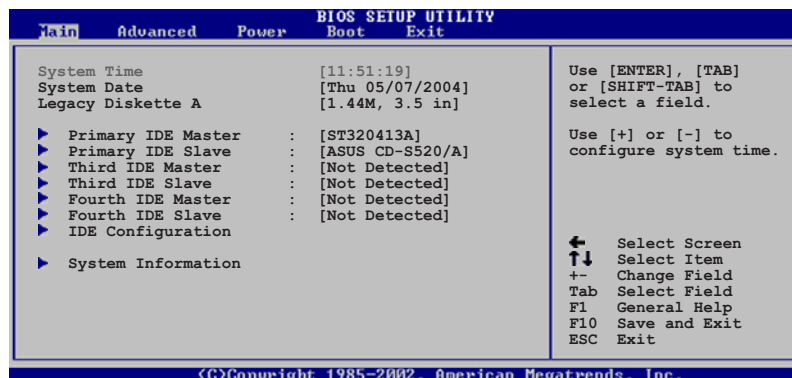 BIOS SETUP UTILITY
Main Advanced Power Boot Exit
System Time [11:51:19]
System Date [Thu 05/07/2004]
Legacy Diskette A [1.44M, 3.5 in]
Primary IDE Master : [ST320413A]
Primary IDE Slave : [ASUS CD-S520/A]
Third IDE Master : [Not Detected]
Third IDE Slave : [Not Detected]
Fourth IDE Master : [Not Detected]
Fourth IDE Slave : [Not Detected]
IDE Configuration
System Information
Use [ENTER], [TAB]
or [SHIFT-TAB] to
select a field.
Use [+] or [-] to
configure system time.
← Select Screen
↑↓ Select Item
+- Change Field
Tab Select Field
F1 General Help
F10 Save and Exit
ESC Exit
(C)Copyright 1985-2002, American Megatrends, Inc.